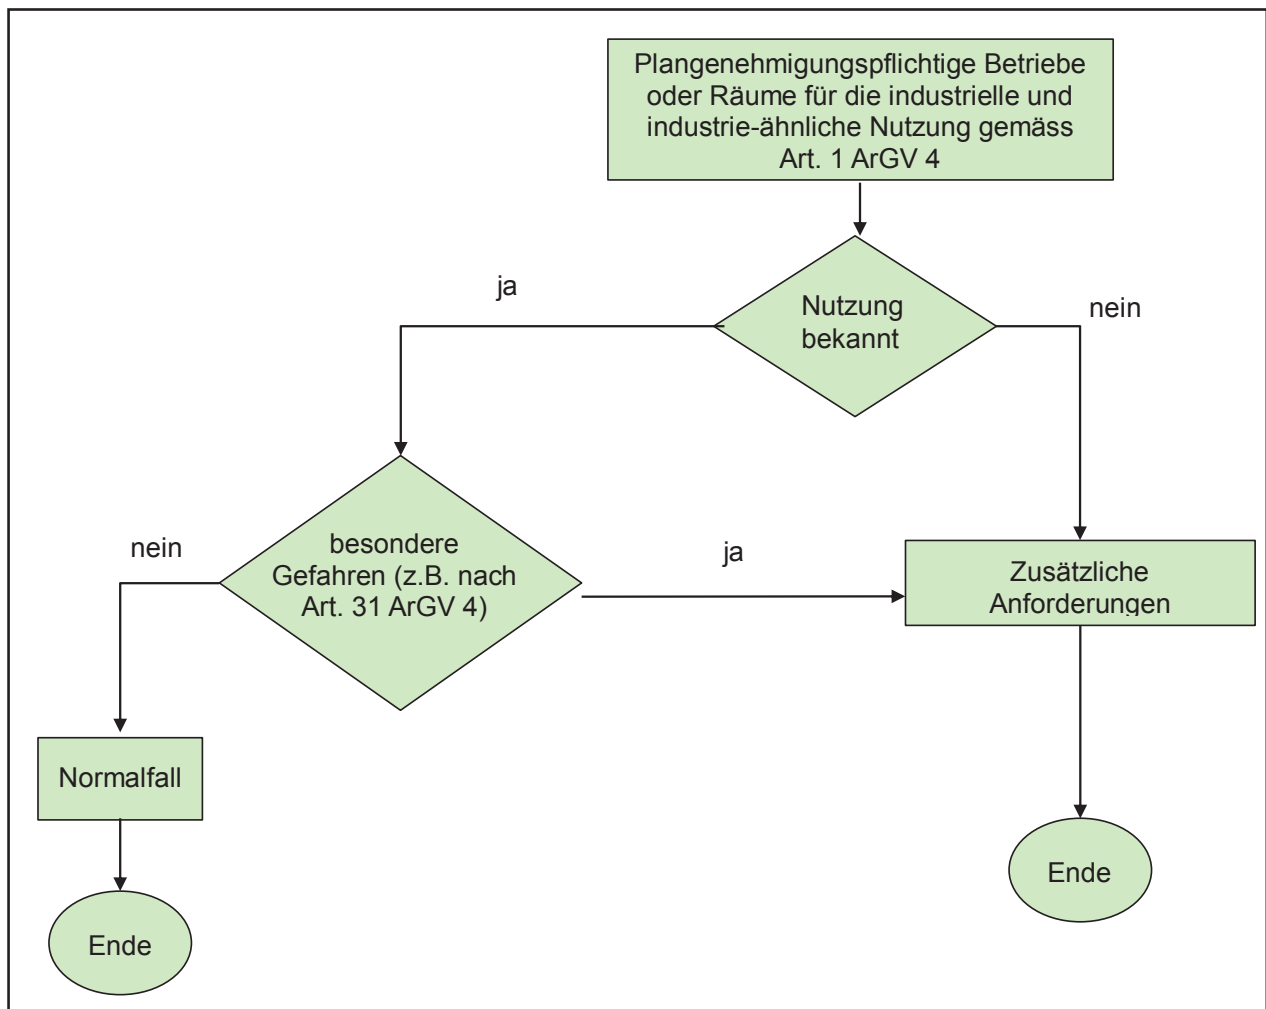 Plangenehmigungspflichtige Betriebe
oder Räume für die industrielle und
industrie-ähnliche Nutzung gemäss
Art. 1 ArGV 4
ja
Nutzung
bekannt
nein
nein
besondere
Gefahren (z.B. nach
Art. 31 ArGV 4)
ja
Zusätzliche
Anforderungen
Normalfall
Ende
Ende